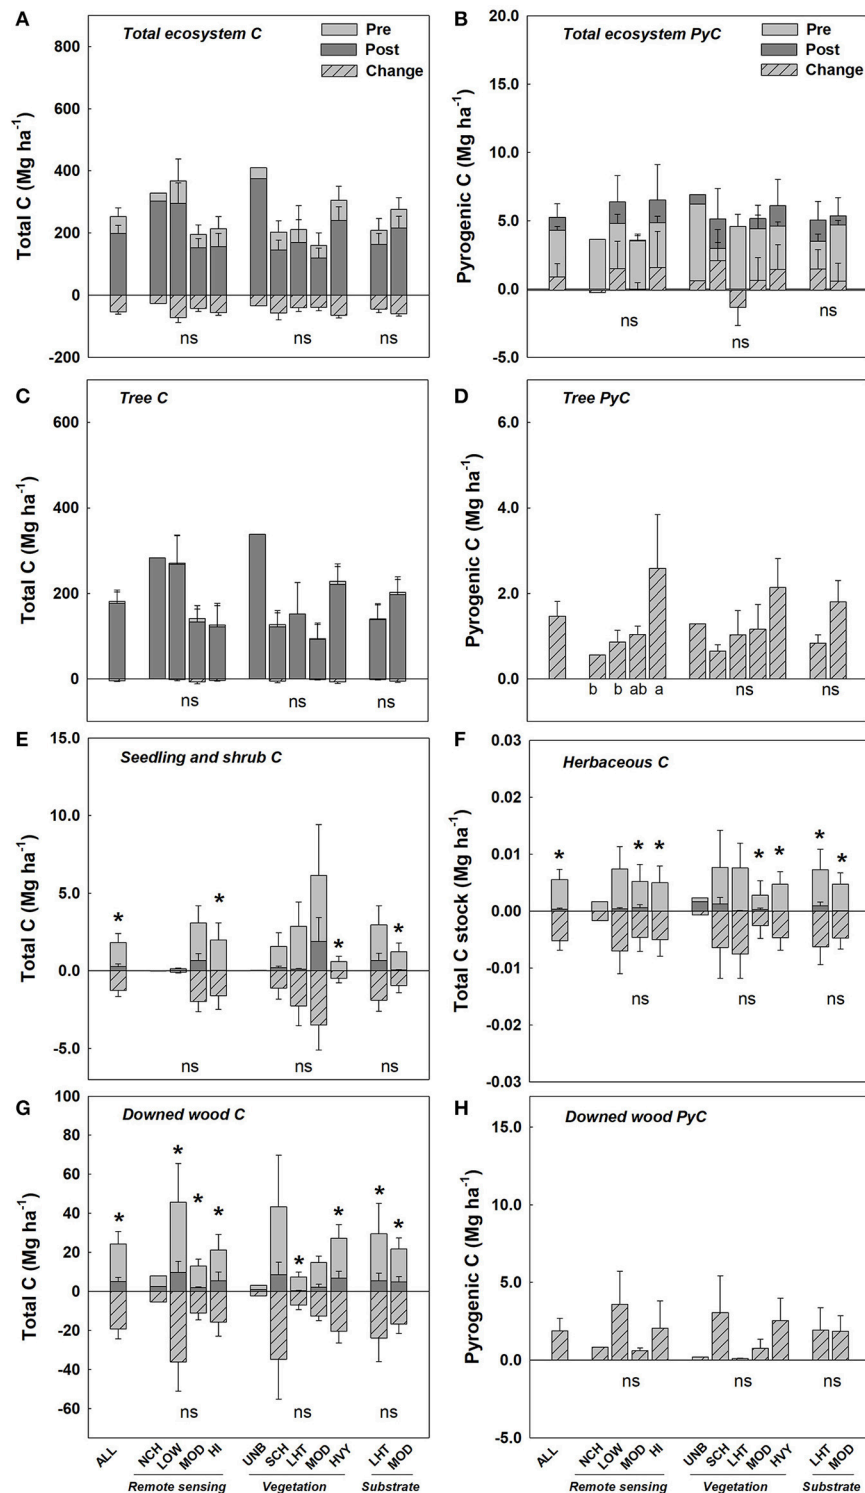 A
Total ecosystem C
Pre
Post
Change
Total C (Mg ha⁻¹)
800
600
400
200
0
-200
ns
ns
ns
B
Total ecosystem PyC
Pre
Post
Change
Pyrogenic C (Mg ha⁻¹)
20.0
15.0
10.0
5.0
0.0
-5.0
ns
ns
ns
C
Tree C
Total C (Mg ha⁻¹)
600
400
200
0
ns
ns
ns
D
Tree PyC
Pyrogenic C (Mg ha⁻¹)
6.0
4.0
2.0
0.0
b b ab a
ns
ns
E
Seedling and shrub C
Total C (Mg ha⁻¹)
15.0
10.0
5.0
0.0
-5.0
* * * *
ns
ns
ns
F
Herbaceous C
Total C stock (Mg ha⁻¹)
0.03
0.02
0.01
0.00
-0.01
-0.02
-0.03
* * * * * * *
ns
ns
ns
G
Downed wood C
Total C (Mg ha⁻¹)
100
80
60
40
20
0
-20
-40
-60
* * * * * * * *
ns
ns
ns
ALL
NCH
LOW
MOD
HI
UNB
SCH
LHT
MOD
HVY
LHT
MOD
Remote sensing
Vegetation
Substrate
H
Downed wood PyC
Pyrogenic C (Mg ha⁻¹)
15.0
10.0
5.0
0.0
-5.0
ns
ns
ns
ALL
NCH
LOW
MOD
HI
UNB
SCH
LHT
MOD
HVY
LHT
MOD
Remote sensing
Vegetation
Substrate